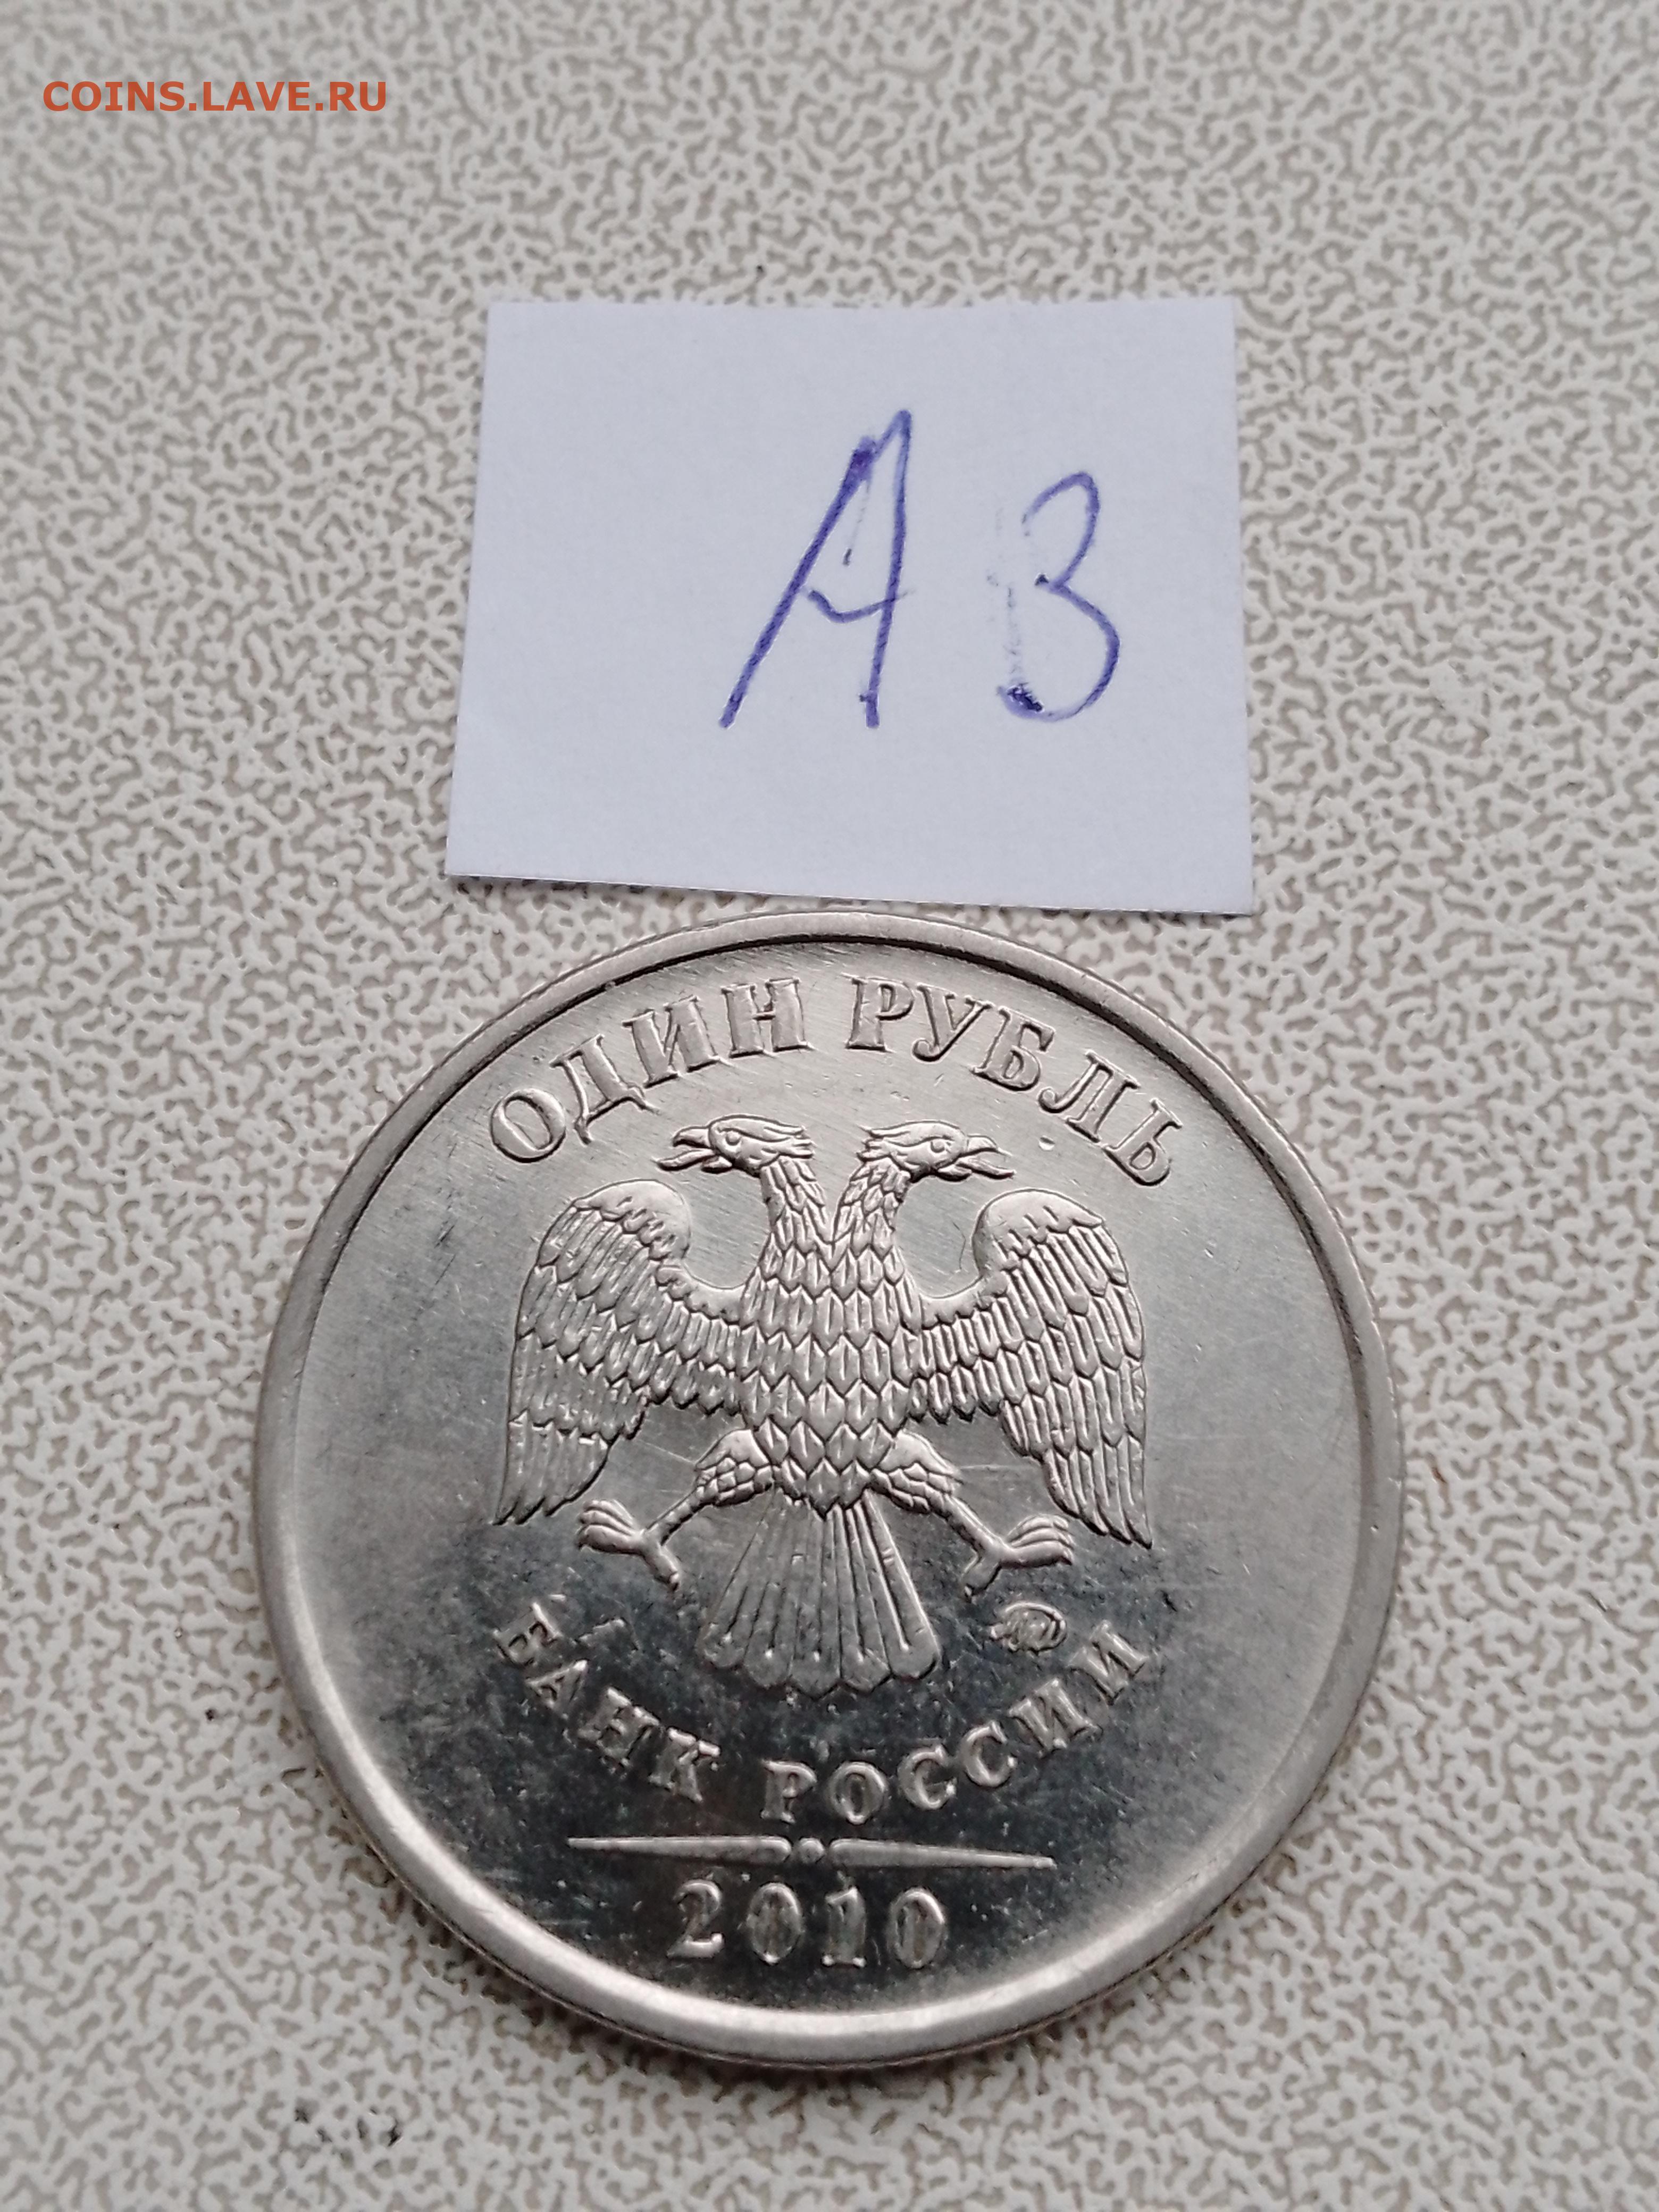 COINS.LAVE.RU
А3
ОДИН РУБЛЬ
БАНК РОССИИ
2010